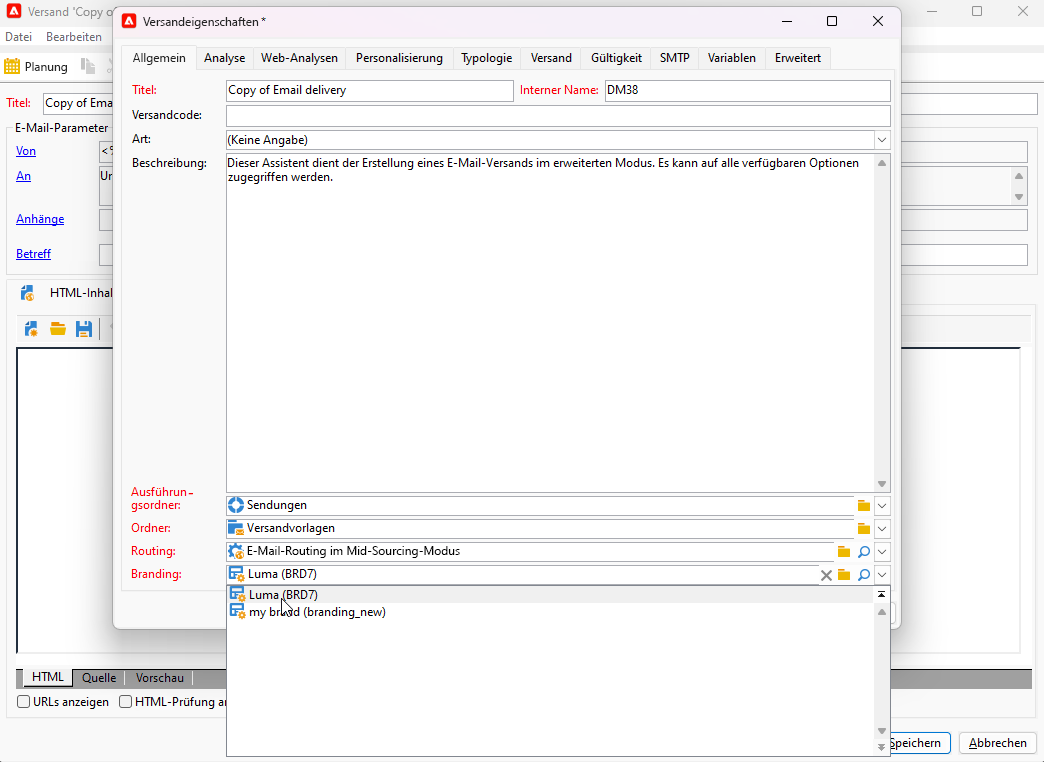 Versand 'Copy o
Versandeigenschaften *
Datei Bearbeiten
Planung
Allgemein Analyse Web-Analysen Personalisierung Typologie Versand Gültigkeit SMTP Variablen Erweitert
Titel: Copy of Ema
Titel: Copy of Email delivery Interner Name: DM38
Versandcode:
E-Mail-Parameter
Art: (Keine Angabe)
Von <%
An Un
Beschreibung: Dieser Assistent dient der Erstellung eines E-Mail-Versands im erweiterten Modus. Es kann auf alle verfügbaren Optionen
zugegriffen werden.
Anhänge
Betreff
HTML-Inhal
Ausführun-
gsordner: Sendungen
Ordner: Versandvorlagen
Routing: E-Mail-Routing im Mid-Sourcing-Modus
Branding: Luma (BRD7)
Luma (BRD7)
my brand (branding_new)
HTML Quelle Vorschau
URLs anzeigen HTML-Prüfung a
Speichern Abbrechen